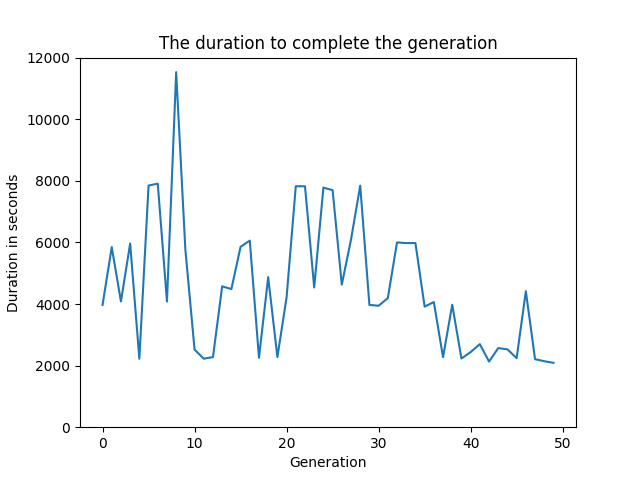 The duration to complete the generation
12000
10000
8000
6000
4000
2000
0
Duration in seconds
0 10 20 30 40 50
Generation